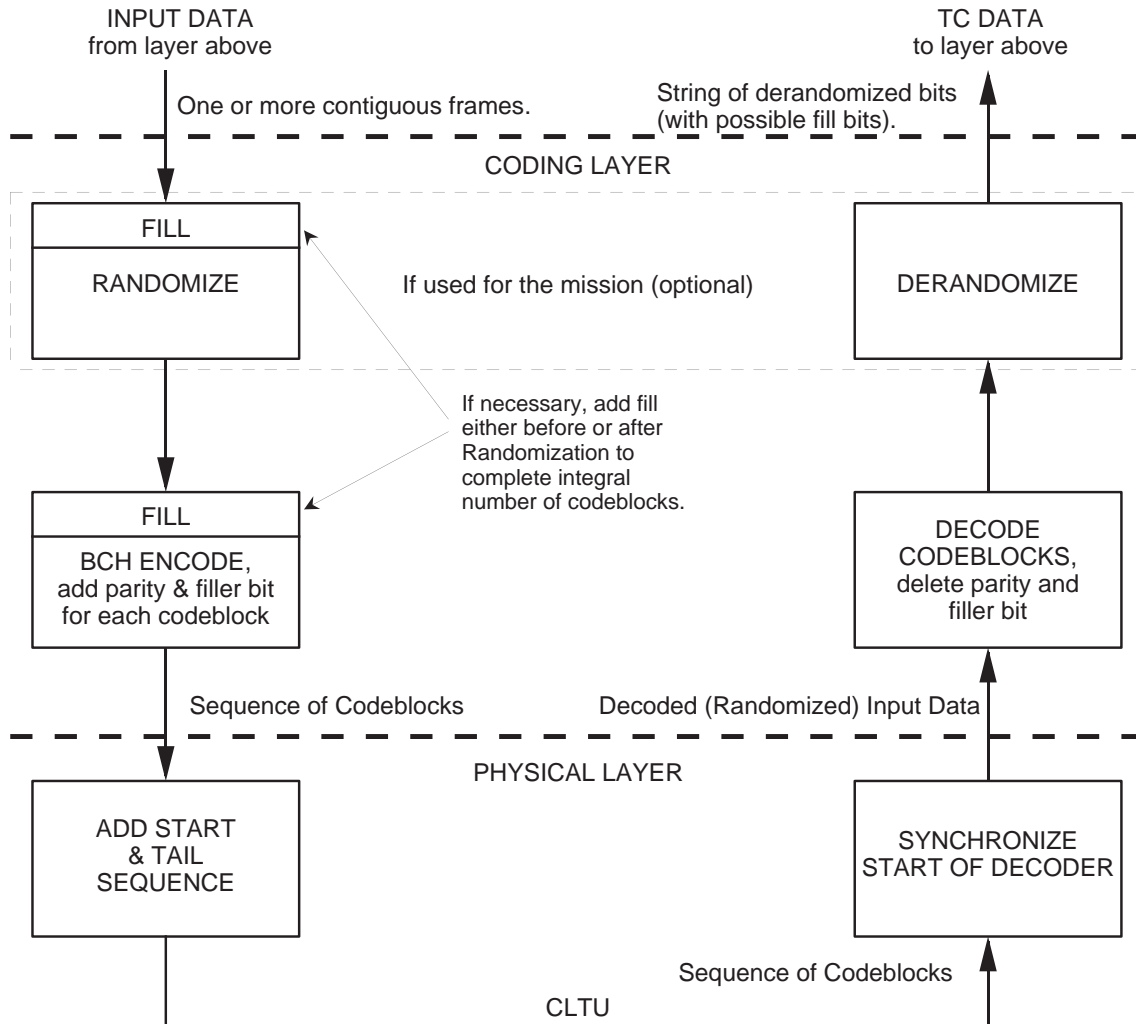 INPUT DATA
from layer above
TC DATA
to layer above
One or more contiguous frames.
String of derandomized bits
(with possible fill bits).
CODING LAYER
FILL
RANDOMIZE
If used for the mission (optional)
DERANDOMIZE
If necessary, add fill
either before or after
Randomization to
complete integral
number of codeblocks.
FILL
BCH ENCODE,
add parity & filler bit
for each codeblock
DECODE
CODEBLOCKS,
delete parity and
filler bit
Sequence of Codeblocks
Decoded (Randomized) Input Data
PHYSICAL LAYER
ADD START
& TAIL
SEQUENCE
SYNCHRONIZE
START OF DECODER
Sequence of Codeblocks
CLTU